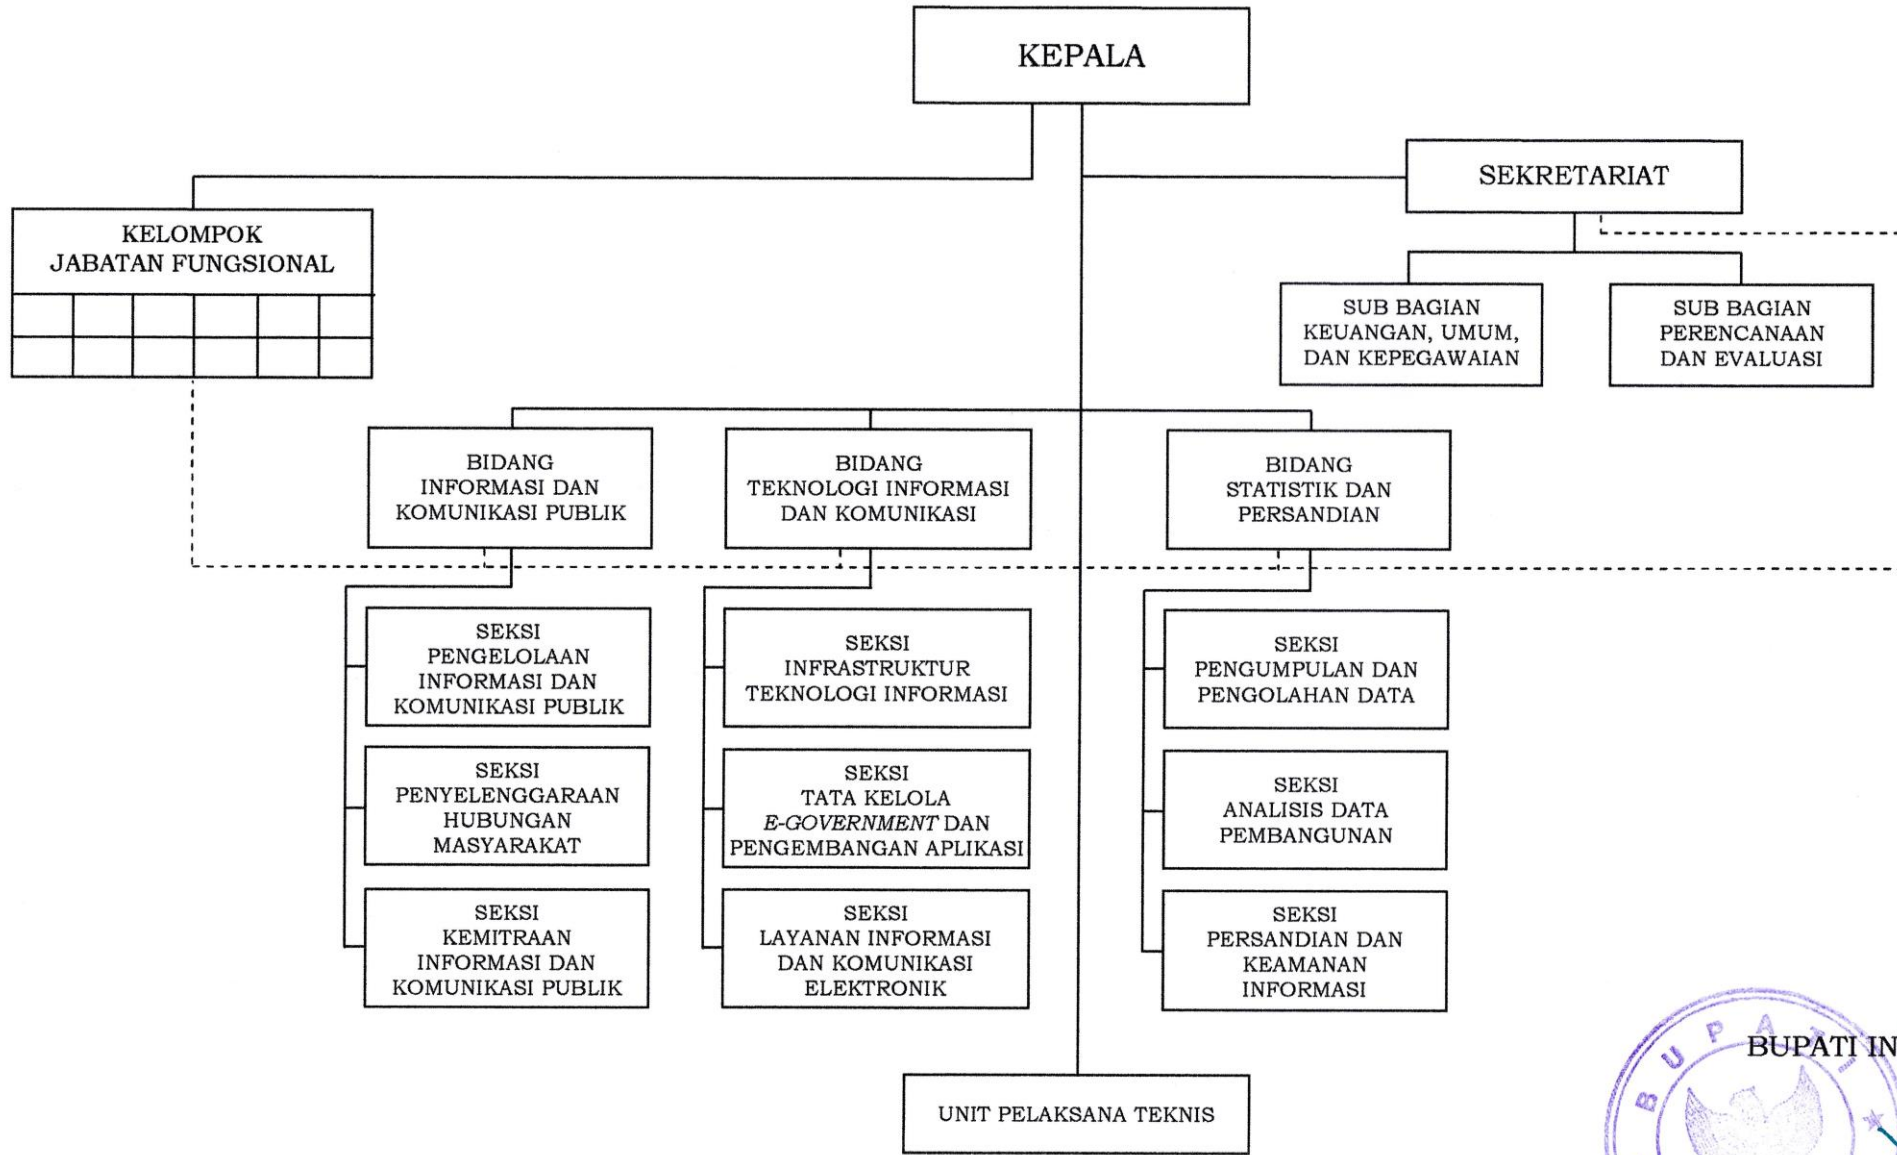 KEPALA
SEKRETARIAT
KELOMPOK
JABATAN FUNGSIONAL
SUB BAGIAN
KEUANGAN, UMUM,
DAN KEPEGAWAIAN
SUB BAGIAN
PERENCANAAN
DAN EVALUASI
BIDANG
INFORMASI DAN
KOMUNIKASI PUBLIK
BIDANG
TEKNOLOGI INFORMASI
DAN KOMUNIKASI
BIDANG
STATISTIK DAN
PERSANDIAN
SEKSI
PENGELOLAAN
INFORMASI DAN
KOMUNIKASI PUBLIK
SEKSI
INFRASTRUKTUR
TEKNOLOGI INFORMASI
SEKSI
PENGUMPULAN DAN
PENGOLAHAN DATA
SEKSI
PENYELENGGARAAN
HUBUNGAN
MASYARAKAT
SEKSI
TATA KELOLA
E-GOVERNMENT DAN
PENGEMBANGAN APLIKASI
SEKSI
ANALISIS DATA
PEMBANGUNAN
SEKSI
KEMITRAAN
INFORMASI DAN
KOMUNIKASI PUBLIK
SEKSI
LAYANAN INFORMASI
DAN KOMUNIKASI
ELEKTRONIK
SEKSI
PERSANDIAN DAN
KEAMANAN
INFORMASI
BUPATI IN
BUPATI
UNIT PELAKSANA TEKNIS